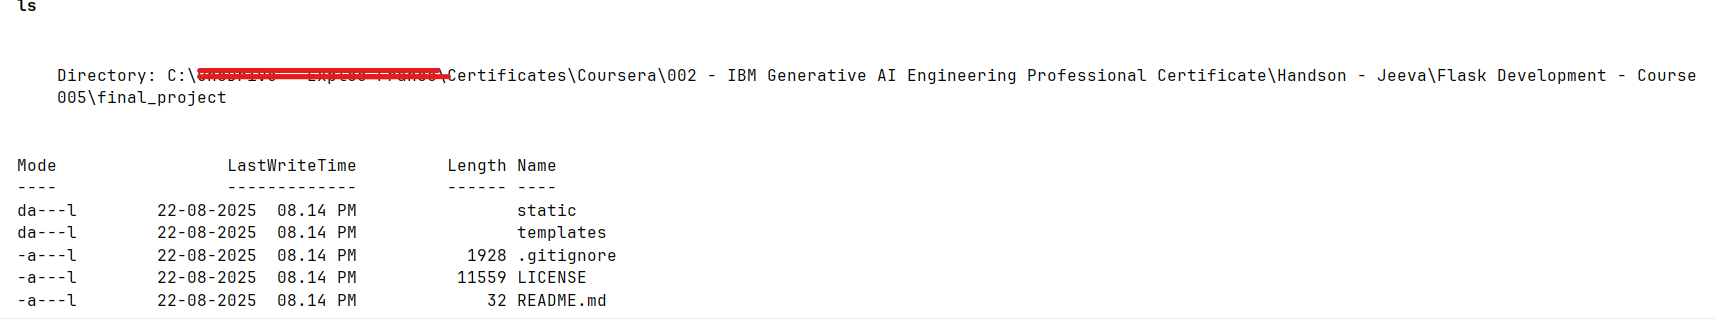 ls
Directory: C:\Certificates\Coursera\002 - IBM Generative AI Engineering Professional Certificate\Handson - Jeeva\Flask Development - Course
005\final_project
Mode LastWriteTime Length Name
---- ------------- ------ ----
da---l 22-08-2025 08.14 PM static
da---l 22-08-2025 08.14 PM templates
-a---l 22-08-2025 08.14 PM 1928 .gitignore
-a---l 22-08-2025 08.14 PM 11559 LICENSE
-a---l 22-08-2025 08.14 PM 32 README.md